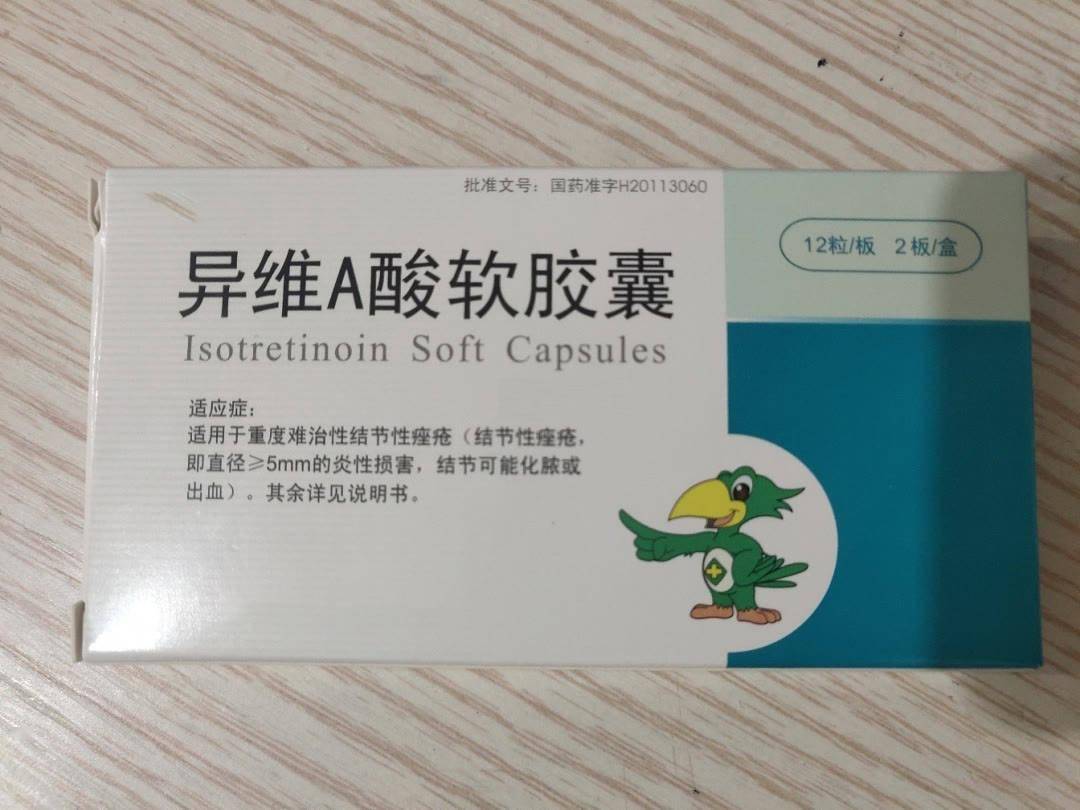 批准文号：国药准字H20113060
12粒/板 2板/盒
异维A酸软胶囊
Isotretinoin Soft Capsules
适应症：
适用于重度难治性结节性痤疮（结节性痤疮，
即直径≥5mm的炎性损害，结节可能化脓或
出血）。其余详见说明书。